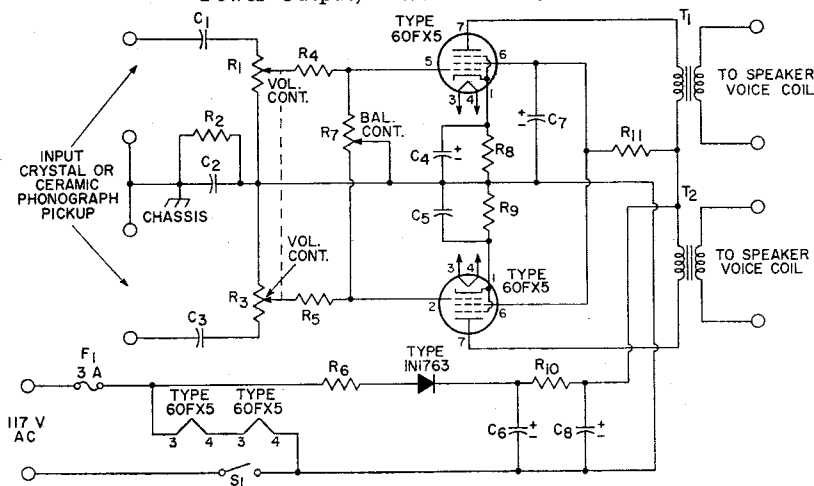 Power Output,
TYPE
60FX5
C1
7
T1
R1
R4
5
6
VOL.
CONT.
3 4
1
TO SPEAKER
VOICE COIL
R2
BAL.
CONT.
R7
+
-
C7
R11
INPUT
CRYSTAL OR
CERAMIC
PHONOGRAPH
PICKUP
C2
C4
+
-
R8
CHASSIS
T2
C5
R9
VOL.
CONT.
3 4
1
TYPE
60FX5
TO SPEAKER
VOICE COIL
R3
R5
2
6
C3
7
F1
3 A
TYPE
IN1763
R6
R10
TYPE
60FX5
TYPE
60FX5
117 V
AC
3 4 3 4
C6
+
-
C8
+
-
S1